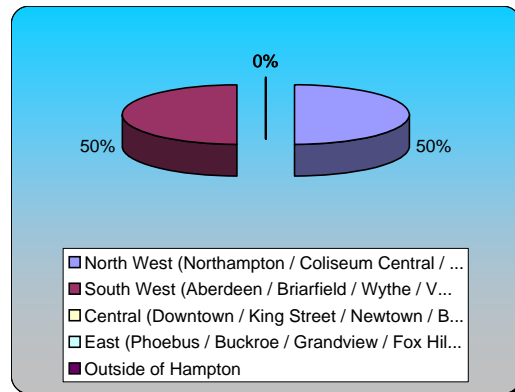 0%
50%
50%
North West (Northampton / Coliseum Central / ...
South West (Aberdeen / Briarfield / Wythe / V...
Central (Downtown / King Street / Newtown / B...
East (Phoebus / Buckroe / Grandview / Fox Hil...
Outside of Hampton